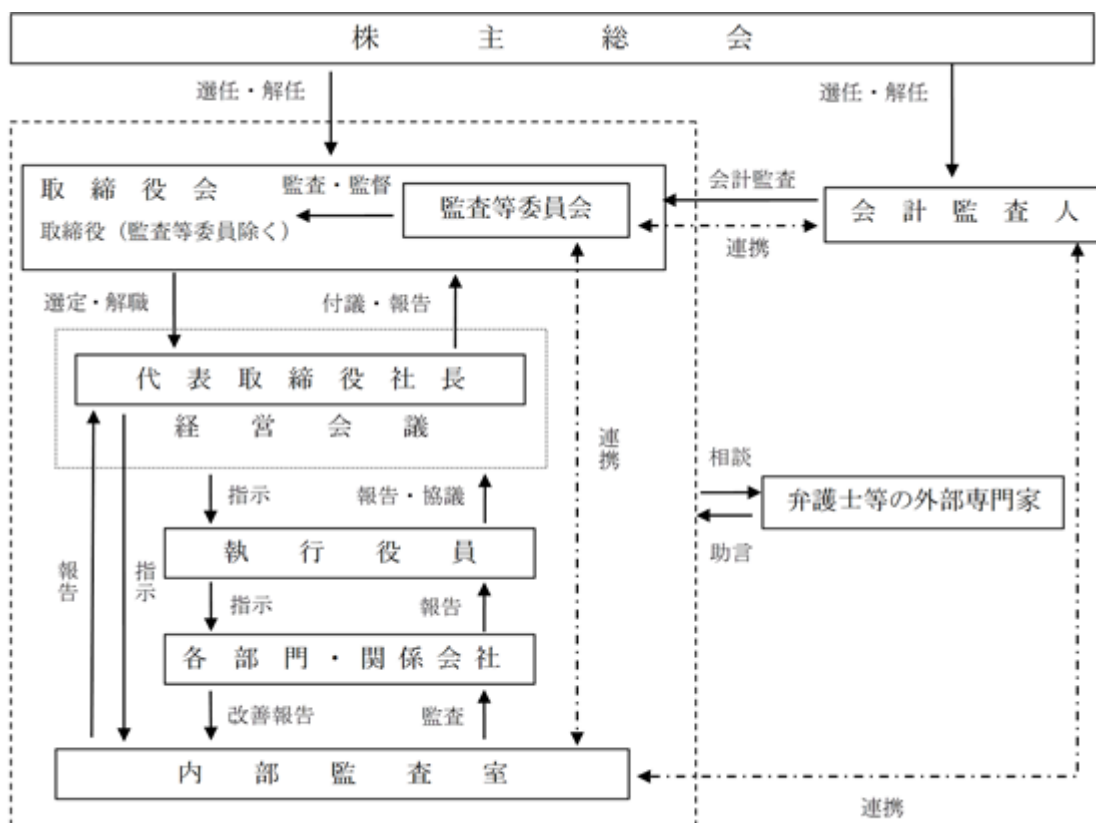 株主総会
選任・解任
選任・解任
取締役会
監査・監督
監査等委員会
会計監査
会計監査人
取締役（監査等委員除く）
連携
選定・解職
付議・報告
代表取締役社長
経営会議
連携
指示
報告・協議
相談
弁護士等の外部専門家
執行役員
助言
報告
指示
指示
報告
各部門・関係会社
改善報告
監査
内部監査室
連携